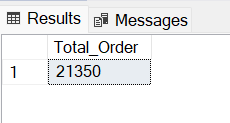 Results Messages
Total_Order
1 21350